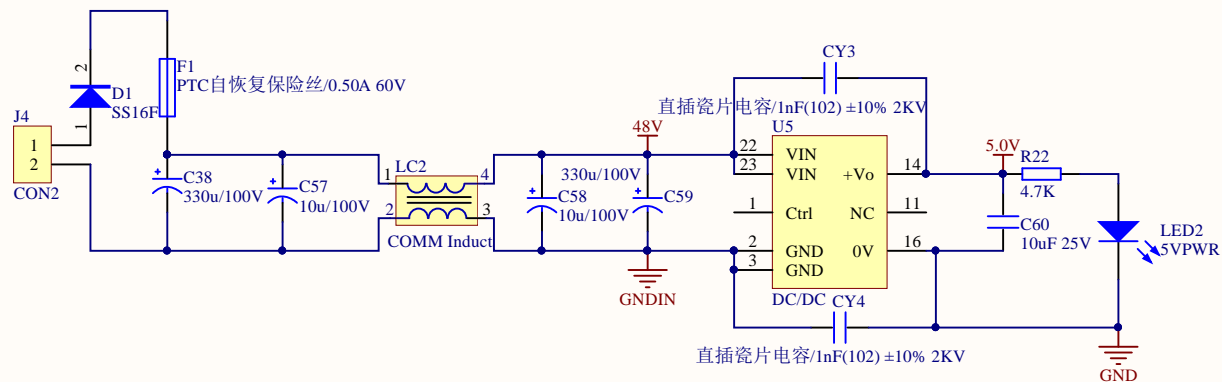 CY3
2
F1
PTC自恢复保险丝/0.50A 60V
D1
SS16F
直插瓷片电容/1nF(102) ±10% 2KV
J4
1
U5
48V
1
2
CON2
22
VIN
23
VIN
14
+Vo
5.0V
R22
4.7K
C38
330u/100V
C57
10u/100V
LC2
1
4
2
3
COMM Induct
330u/100V
C58
10u/100V
C59
1
Ctrl
NC
11
C60
10uF 25V
LED2
5VPWR
2
GND
3
GND
0V
16
GNDIN
DC/DC
CY4
直插瓷片电容/1nF(102) ±10% 2KV
GND